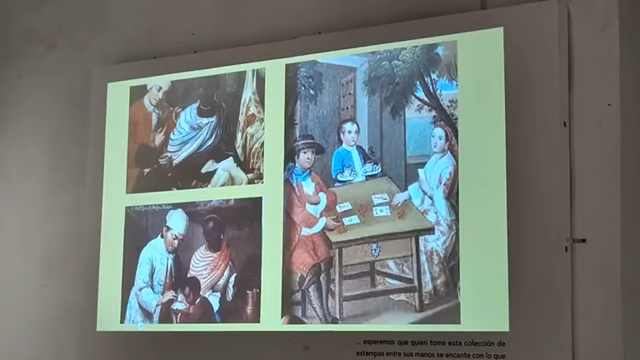 ... esperemos que quien tome esta colección de
estampas entre sus manos se encante con lo que